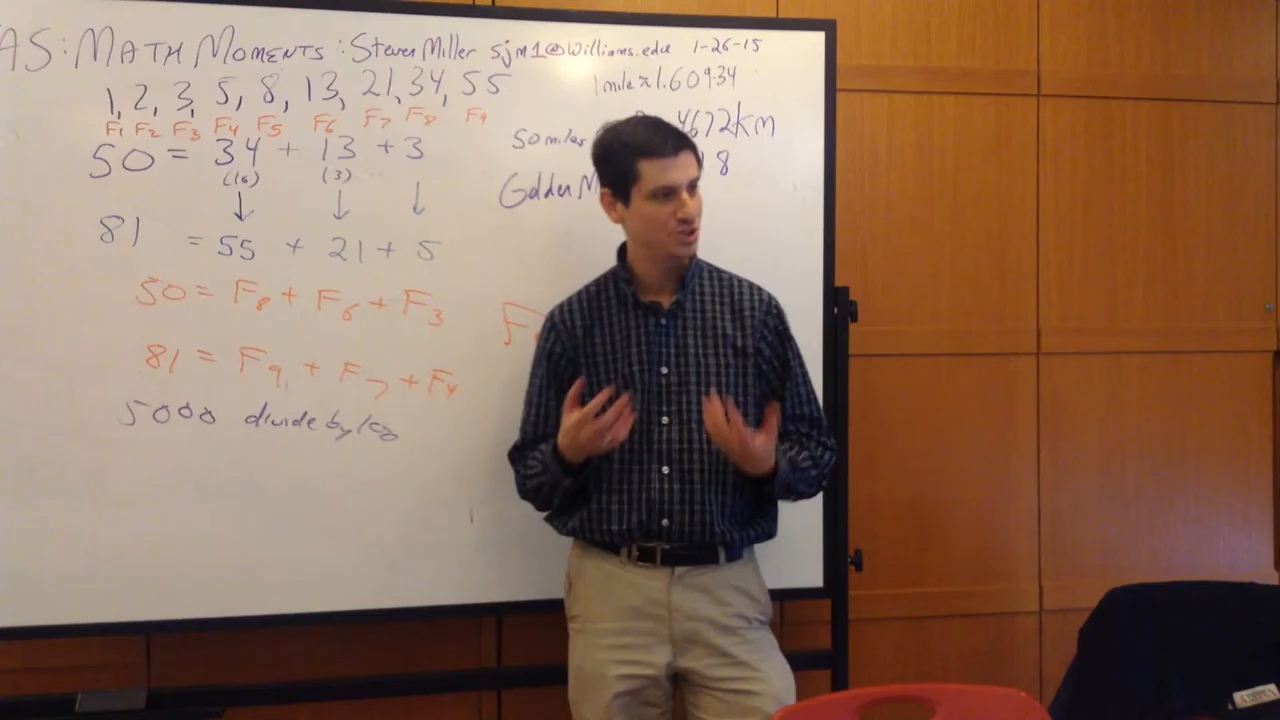 AS: MATH MOMENTS: Steven Miller sjm1@Williams.edu 1-26-15
1, 2, 3, 5, 8, 13, 21, 34, 55
1 mile ≈ 1.60934
F1 F2 F3 F4 F5 F6 F7 F8 F9
50 miles 4672 km
50 = 34 + 13 + 3
(16) (3)
Golden M 8
↓ ↓ ↓
81 = 55 + 21 + 5
50 = F8 + F6 + F3
F
81 = F9 + F7 + F4
5000 divide by